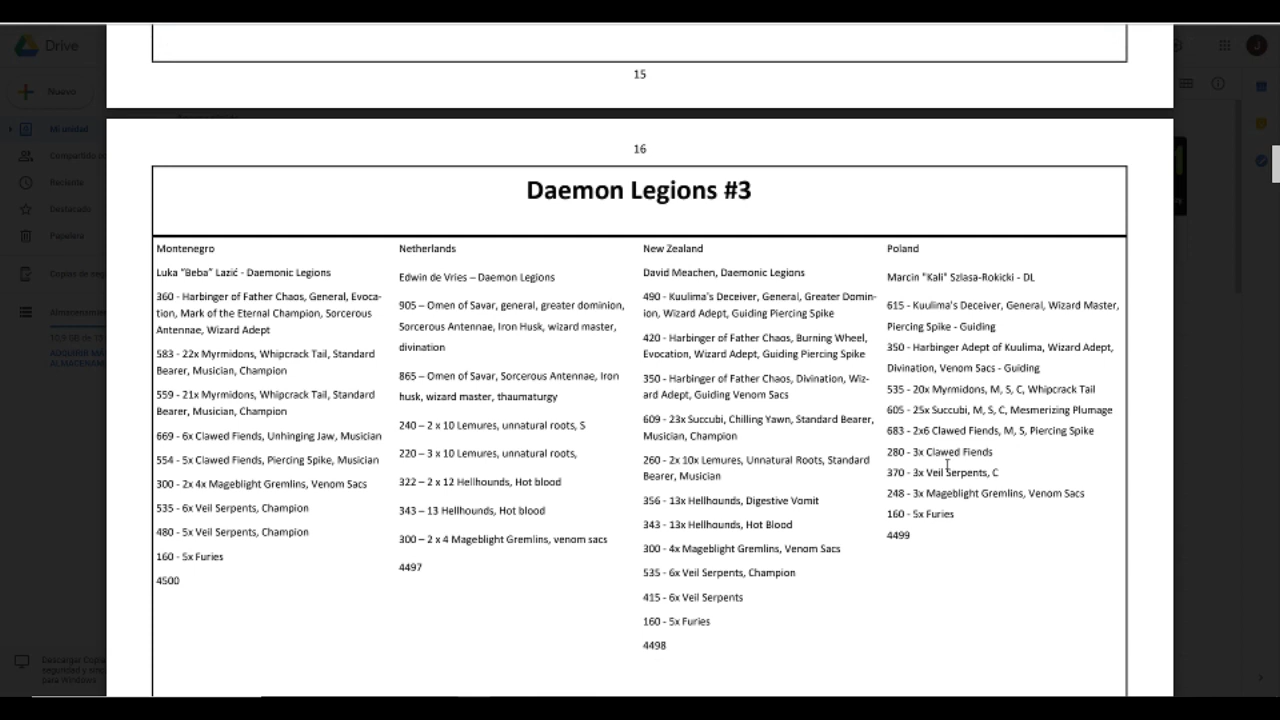 Drive
Nuevo
Mi unidad
Compartido
Reciente
Destacado
Papelera
15
16
Daemon Legions #3
Montenegro
Luka "Beba" Lazić - Daemonic Legions
360 - Harbinger of Father Chaos, General, Evoca-
tion, Mark of the Eternal Champion, Sorcerous
Antennae, Wizard Adept
583 - 22x Myrmidons, Whipcrack Tail, Standard
Bearer, Musician, Champion
559 - 21x Myrmidons, Whipcrack Tail, Standard
Bearer, Musician, Champion
669 - 6x Clawed Fiends, Unhinging Jaw, Musician
554 - 5x Clawed Fiends, Piercing Spike, Musician
300 - 2x 4x Mageblight Gremlins, Venom Sacs
535 - 6x Veil Serpents, Champion
480 - 5x Veil Serpents, Champion
160 - 5x Furies
4500
Netherlands
Edwin de Vries – Daemon Legions
905 – Omen of Savar, general, greater dominion,
Sorcerous Antennae, Iron Husk, wizard master,
divination
865 – Omen of Savar, Sorcerous Antennae, Iron
husk, wizard master, thaumaturgy
240 – 2 x 10 Lemures, unnatural roots, S
220 – 3 x 10 Lemures, unnatural roots,
322 – 2 x 12 Hellhounds, Hot blood
343 – 13 Hellhounds, Hot blood
300 – 2 x 4 Mageblight Gremlins, venom sacs
4497
New Zealand
David Meachen, Daemonic Legions
490 - Kuulima's Deceiver, General, Greater Domin-
ion, Wizard Adept, Guiding Piercing Spike
420 - Harbinger of Father Chaos, Burning Wheel,
Evocation, Wizard Adept, Guiding Piercing Spike
350 - Harbinger of Father Chaos, Divination, Wiz-
ard Adept, Guiding Venom Sacs
609 - 23x Succubi, Chilling Yawn, Standard Bearer,
Musician, Champion
260 - 2x 10x Lemures, Unnatural Roots, Standard
Bearer, Musician
356 - 13x Hellhounds, Digestive Vomit
343 - 13x Hellhounds, Hot Blood
300 - 4x Mageblight Gremlins, Venom Sacs
535 - 6x Veil Serpents, Champion
415 - 6x Veil Serpents
160 - 5x Furies
4498
Poland
Marcin "Kali" Szlasa-Rokicki - DL
615 - Kuulima's Deceiver, General, Wizard Master,
Piercing Spike - Guiding
350 - Harbinger Adept of Kuulima, Wizard Adept,
Divination, Venom Sacs - Guiding
535 - 20x Myrmidons, M, S, C, Whipcrack Tail
605 - 25x Succubi, M, S, C, Mesmerizing Plumage
683 - 2x6 Clawed Fiends, M, S, Piercing Spike
280 - 3x Clawed Fiends
370 - 3x Veil Serpents, C
248 - 3x Mageblight Gremlins, Venom Sacs
160 - 5x Furies
4499